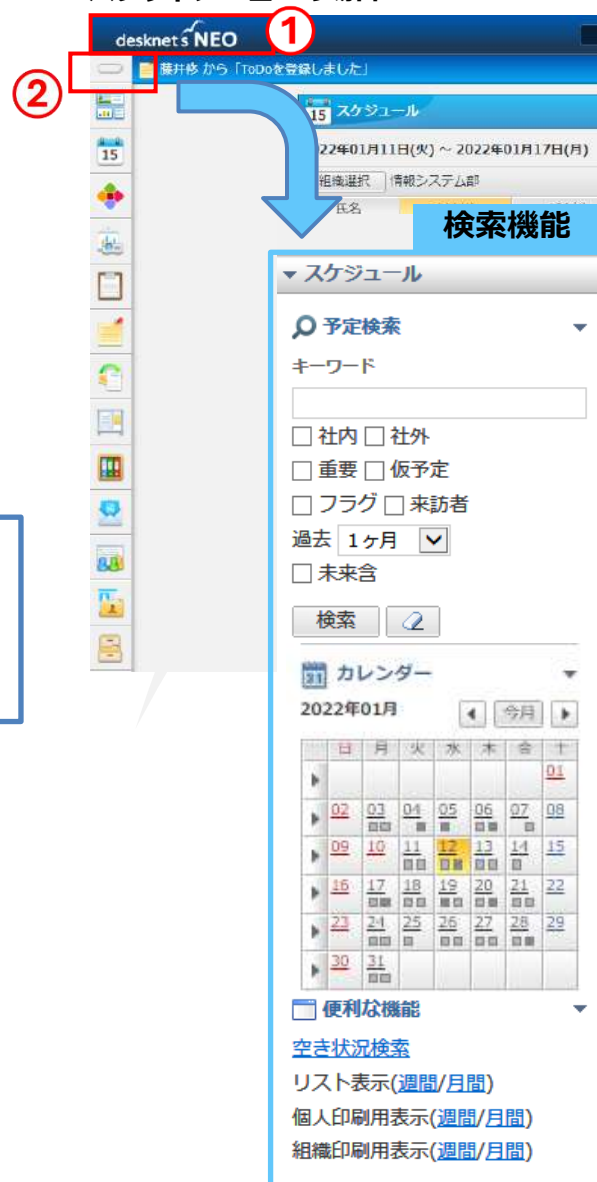 desknet's NEO
①
②
藤井修 から「ToDoを登録しました」
15 スケジュール
22年01月11日(火) ~ 2022年01月17日(月)
15
組織選択 情報システム部
氏名
検索機能
スケジュール
予定検索
キーワード
社内 社外
重要 仮予定
フラグ 来訪者
過去 1ヶ月
未来含
検索
31 カレンダー
2022年01月 今月
日 月 火 水 木 金 土
01
02 03 04 05 06 07 08
09 10 11 12 13 14 15
16 17 18 19 20 21 22
23 24 25 26 27 28 29
30 31
便利な機能
空き状況検索
リスト表示(週間/月間)
個人印刷用表示(週間/月間)
組織印刷用表示(週間/月間)